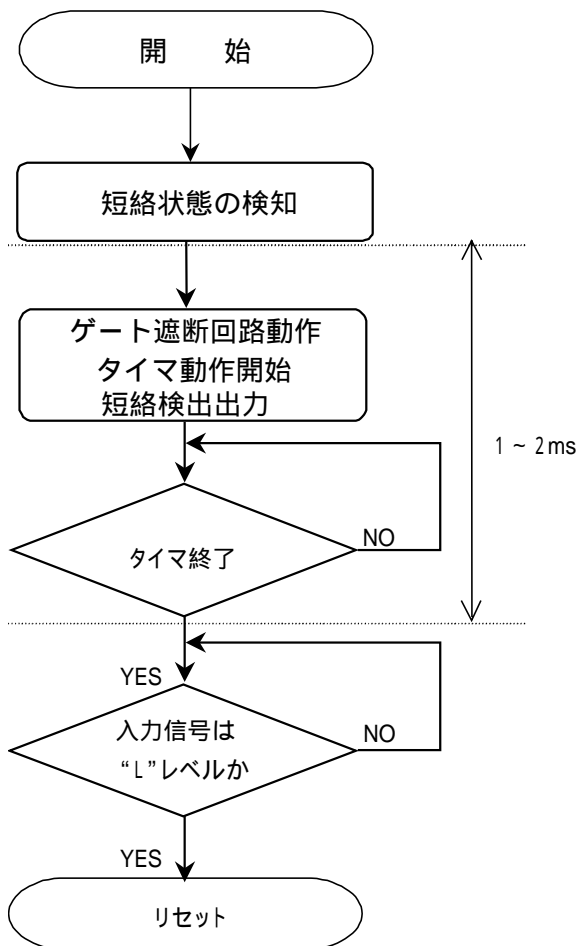 開　　始
短絡状態の検知
ゲート遮断回路動作
タイマ動作開始
短絡検出出力
1 ~ 2ms
タイマ終了
NO
YES
入力信号は
“L”レベルか
NO
YES
リセット